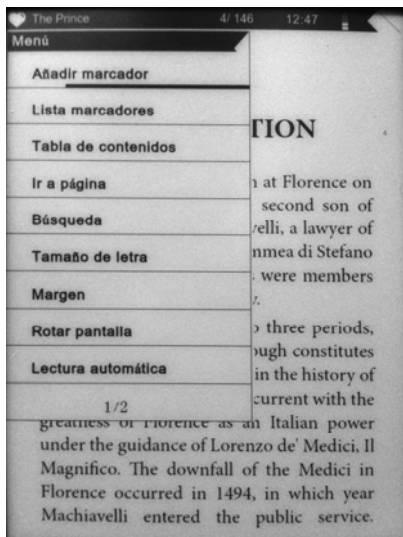 The Prince 4/ 146 12:47
Menú
Añadir marcador
Lista marcadores
Tabla de contenidos
Ir a página
Búsqueda
Tamaño de letra
Margen
Rotar pantalla
Lectura automática
1/2
TION
at Florence on
second son of
velli, a lawyer of
mmea di Stefano
were members
three periods,
ough constitutes
in the history of
current with the
greatness of Florence as an Italian power
under the guidance of Lorenzo de' Medici, Il
Magnifico. The downfall of the Medici in
Florence occurred in 1494, in which year
Machiavelli entered the public service.